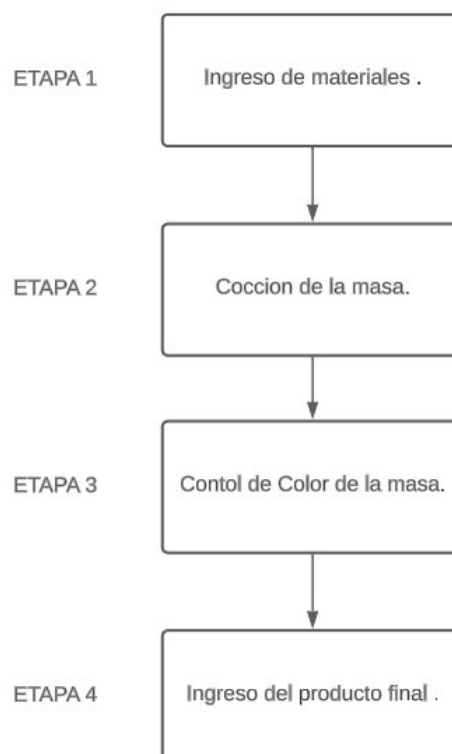 ETAPA 1
Ingreso de materiales .
ETAPA 2
Coccion de la masa.
ETAPA 3
Contol de Color de la masa.
ETAPA 4
Ingreso del producto final .